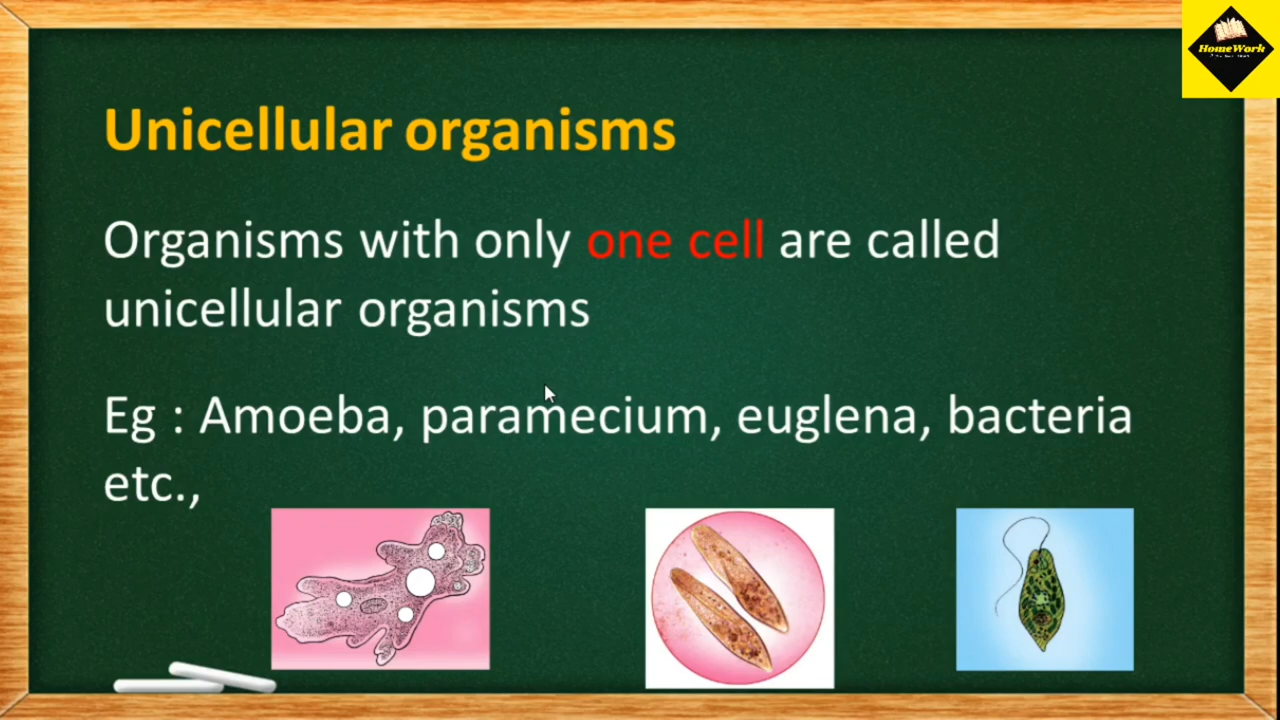 HomeWork
Unicellular organisms
Organisms with only one cell are called
unicellular organisms
Eg : Amoeba, paramecium, euglena, bacteria
etc.,